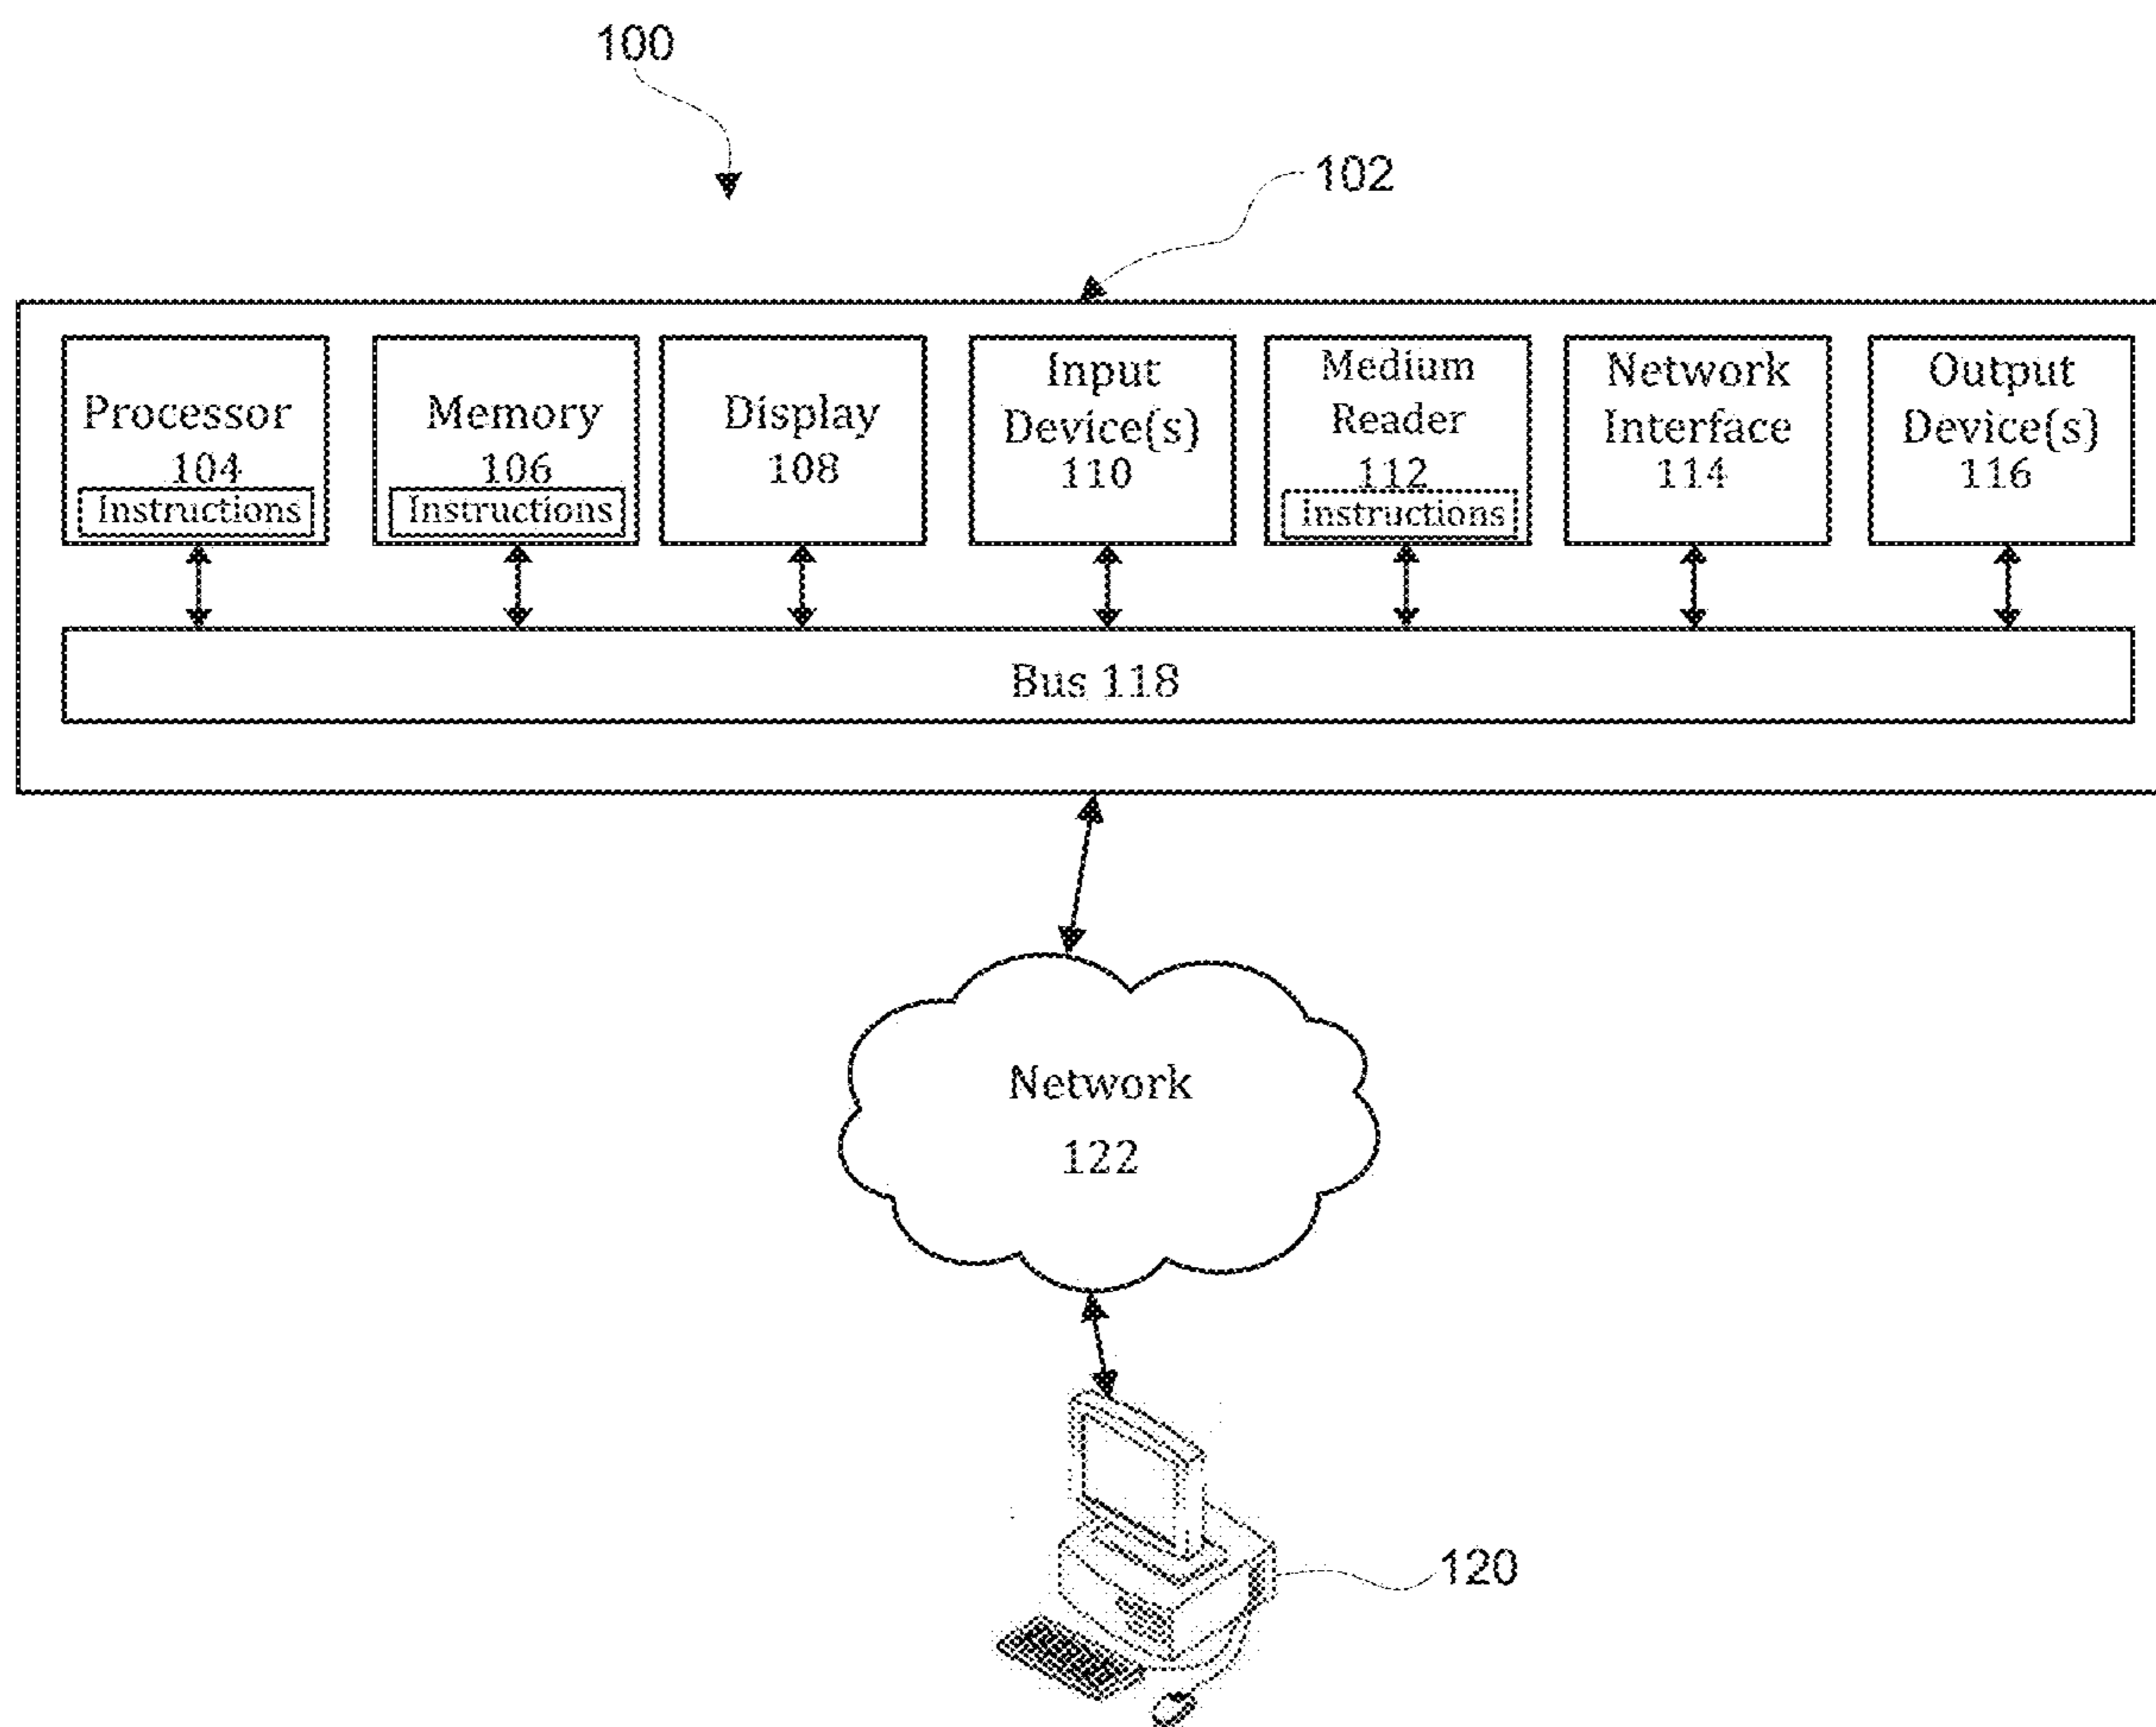 100
102
Processor
104
Instructions
Memory
106
Instructions
Display
108
Input
Device(s)
110
Medium
Reader
112
Instructions
Network
Interface
114
Output
Device(s)
116
Bus 118
Network
122
120